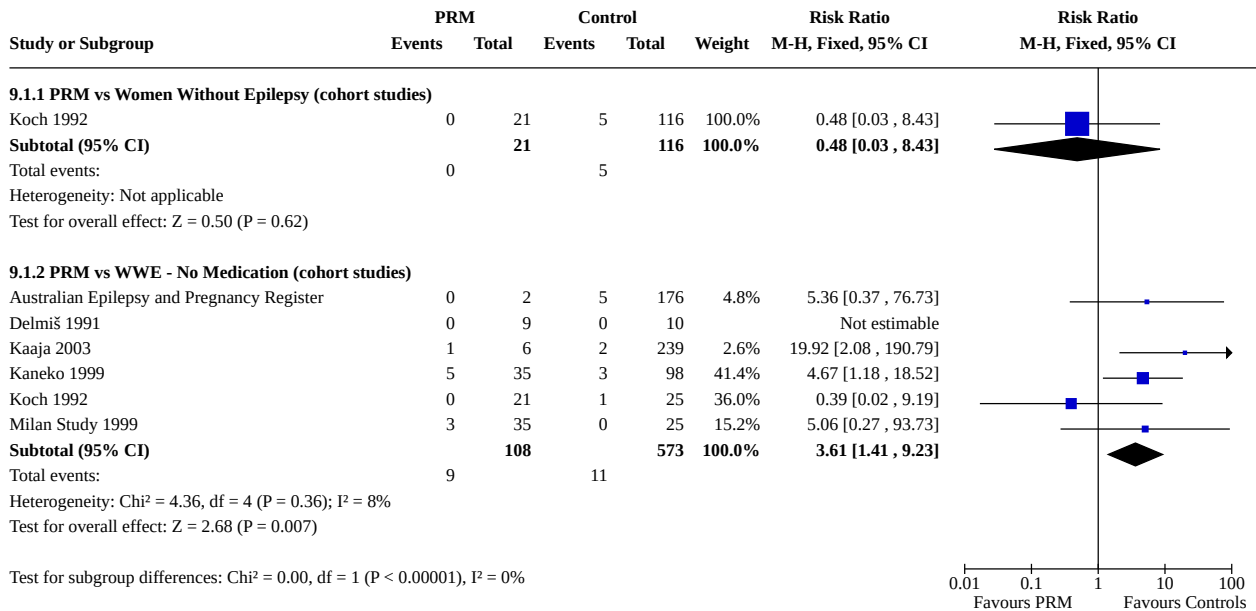 PRM Control Risk Ratio Risk Ratio
Study or Subgroup Events Total Events Total Weight M-H, Fixed, 95% CI M-H, Fixed, 95% CI
9.1.1 PRM vs Women Without Epilepsy (cohort studies)
Koch 1992 0 21 5 116 100.0% 0.48 [0.03 , 8.43]
Subtotal (95% CI) 21 116 100.0% 0.48 [0.03 , 8.43]
Total events: 0 5
Heterogeneity: Not applicable
Test for overall effect: Z = 0.50 (P = 0.62)
9.1.2 PRM vs WWE - No Medication (cohort studies)
Australian Epilepsy and Pregnancy Register 0 2 5 176 4.8% 5.36 [0.37 , 76.73]
Delmiš 1991 0 9 0 10 Not estimable
Kaaja 2003 1 6 2 239 2.6% 19.92 [2.08 , 190.79]
Kaneko 1999 5 35 3 98 41.4% 4.67 [1.18 , 18.52]
Koch 1992 0 21 1 25 36.0% 0.39 [0.02 , 9.19]
Milan Study 1999 3 35 0 25 15.2% 5.06 [0.27 , 93.73]
Subtotal (95% CI) 108 573 100.0% 3.61 [1.41 , 9.23]
Total events: 9 11
Heterogeneity: Chi² = 4.36, df = 4 (P = 0.36); I² = 8%
Test for overall effect: Z = 2.68 (P = 0.007)
Test for subgroup differences: Chi² = 0.00, df = 1 (P < 0.00001), I² = 0%
0.01 0.1 1 10 100
Favours PRM Favours Controls